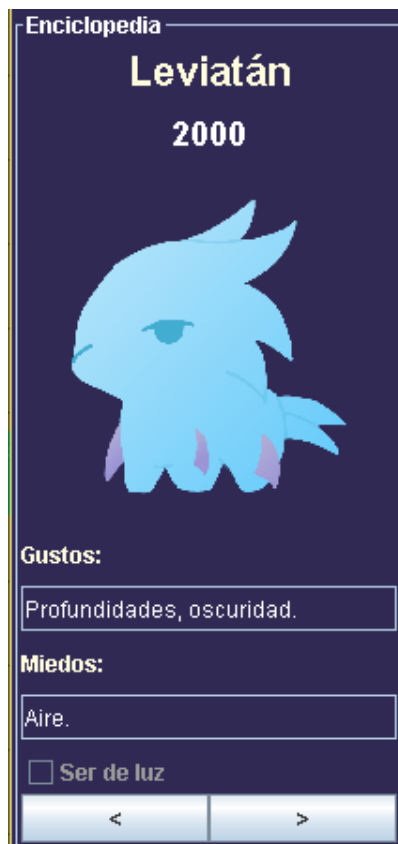 Enciclopedia
Leviatán
2000
Gustos:
Profundidades, oscuridad.
Miedos:
Aire.
Ser de luz
< >